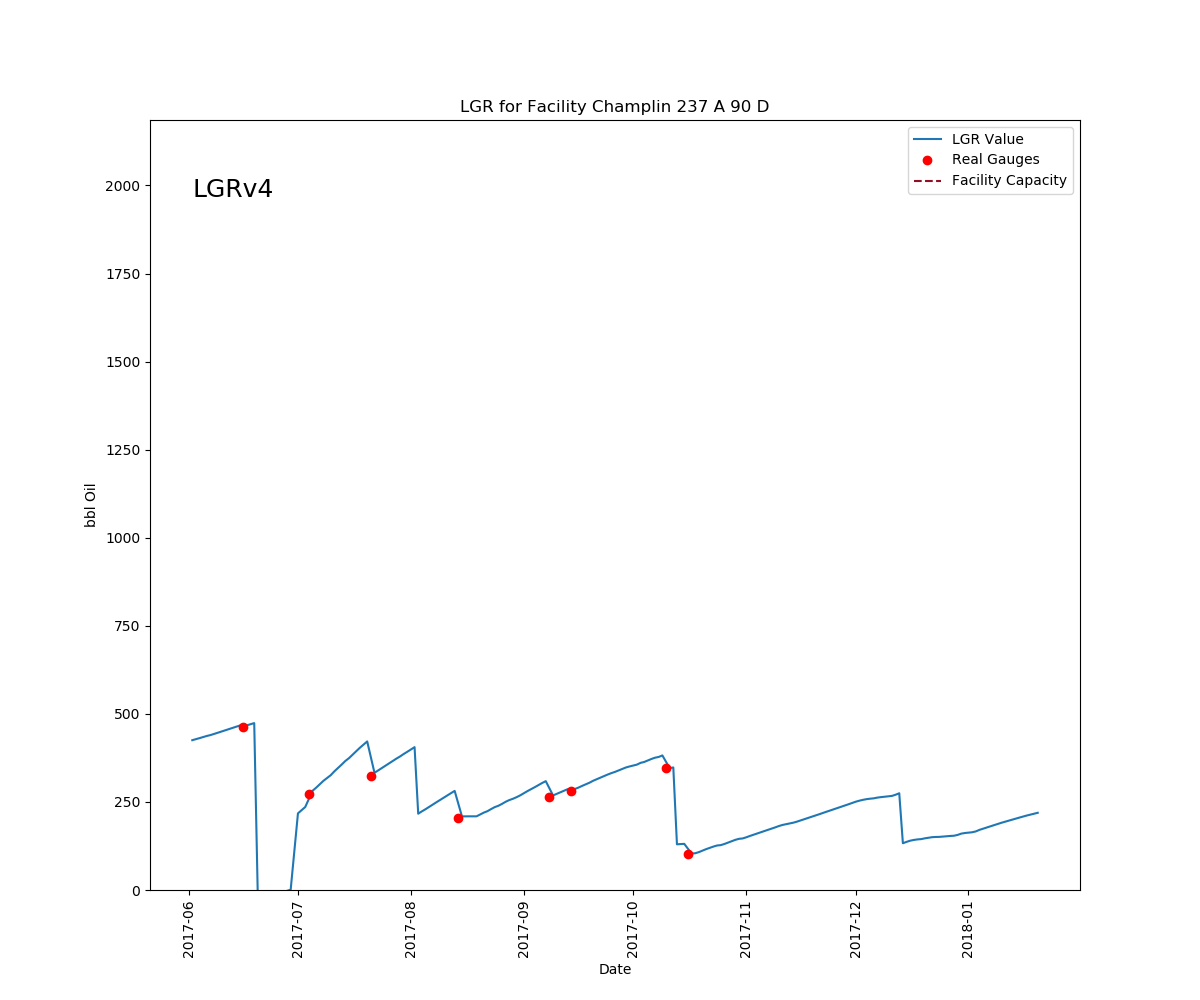 LGR for Facility Champlin 237 A 90 D
LGR Value
Real Gauges
Facility Capacity
LGRv4
2000
1750
1500
1250
1000
750
500
250
0
bbl Oil
2017-06
2017-07
2017-08
2017-09
2017-10
2017-11
2017-12
2018-01
Date